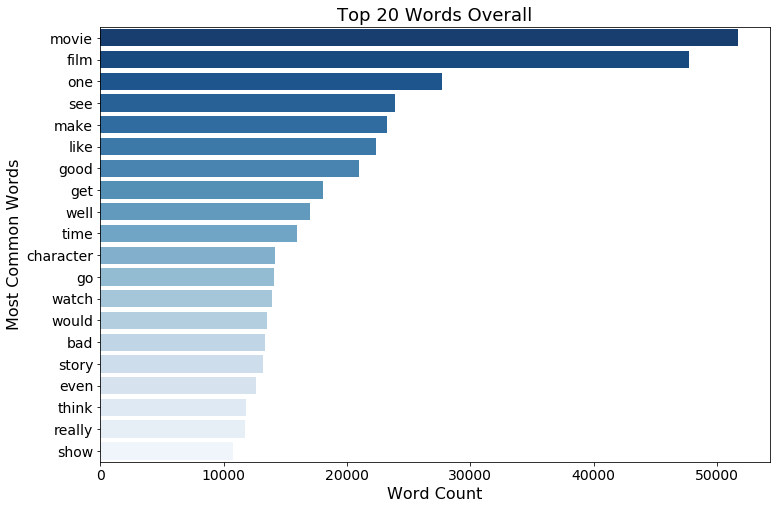 Top 20 Words Overall
Most Common Words
movie
film
one
see
make
like
good
get
well
time
character
go
watch
would
bad
story
even
think
really
show
0 10000 20000 30000 40000 50000
Word Count